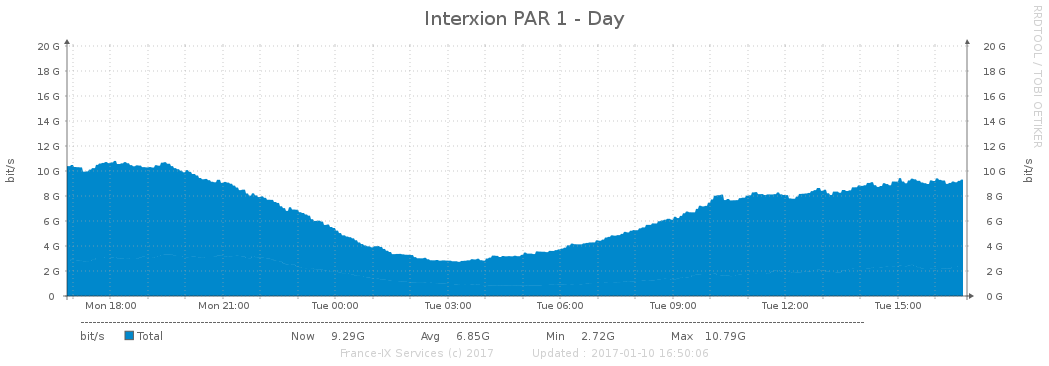 Interxion PAR 1 - Day
RRDTOOL / TOBI OETIKER
bit/s
bit/s
20 G 20 G
18 G 18 G
16 G 16 G
14 G 14 G
12 G 12 G
10 G 10 G
8 G 8 G
6 G 6 G
4 G 4 G
2 G 2 G
0 0 G
Mon 18:00 Mon 21:00 Tue 00:00 Tue 03:00 Tue 06:00 Tue 09:00 Tue 12:00 Tue 15:00
bit/s Total Now 9.29G Avg 6.85G Min 2.72G Max 10.79G
France-IX Services (c) 2017 Updated : 2017-01-10 16:50:06